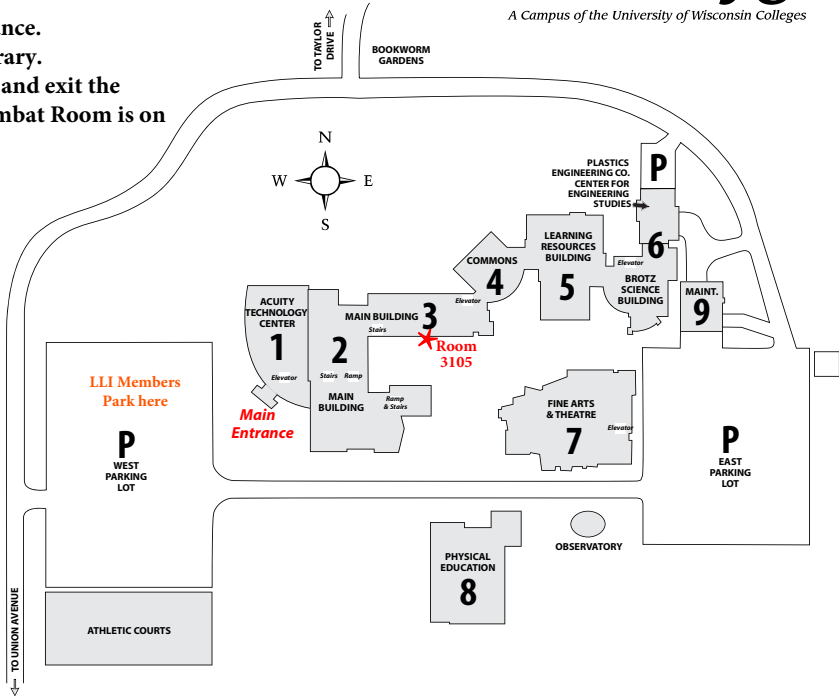 A Campus of the University of Wisconsin Colleges
rary.
and exit the
Room is on
TO TAYLOR
DRIVE
BOOKWORM
GARDENS
N
W
E
S
PLASTICS
ENGINEERING CO.
CENTER FOR
ENGINEERING
STUDIES
P
LEARNING
RESOURCES
BUILDING
5
COMMONS
4
Elevator
6
Elevator
BROTZ
SCIENCE
BUILDING
MAINT.
9
ACUITY
TECHNOLOGY
CENTER
1
Elevator
MAIN BUILDING
3
Stairs
2
Stairs Ramp
MAIN
BUILDING
Ramp
& Stairs
Room
3105
Main
Entrance
LLI Members
Park here
P
WEST
PARKING
LOT
FINE ARTS
& THEATRE
7
Elevator
P
EAST
PARKING
LOT
OBSERVATORY
PHYSICAL
EDUCATION
8
ATHLETIC COURTS
TO UNION AVENUE